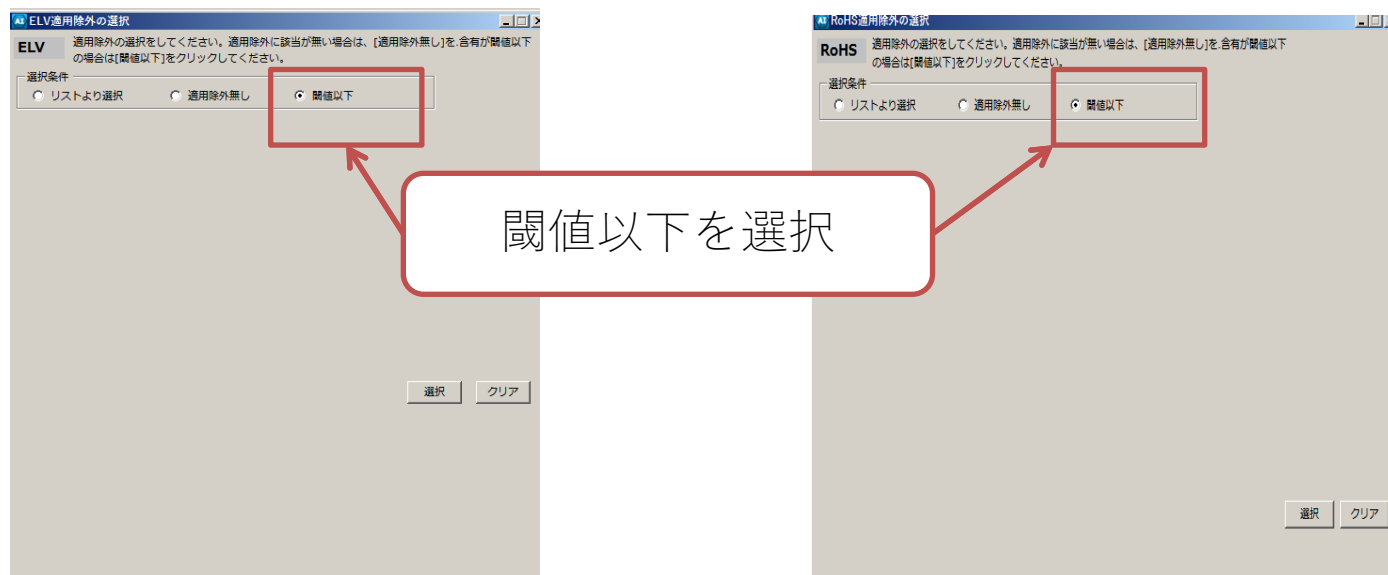 ELV適用除外の選択
ELV
適用除外の選択をしてください。適用除外に該当が無い場合は、[適用除外無し]を.含有が閾値以下
の場合は[閾値以下]をクリックしてください。
選択条件
リストより選択
適用除外無し
閾値以下
選択
クリア
閾値以下を選択
RoHS適用除外の選択
RoHS
適用除外の選択をしてください。適用除外に該当が無い場合は、[適用除外無し]を.含有が閾値以下
の場合は[閾値以下]をクリックしてください。
選択条件
リストより選択
適用除外無し
閾値以下
選択
クリア